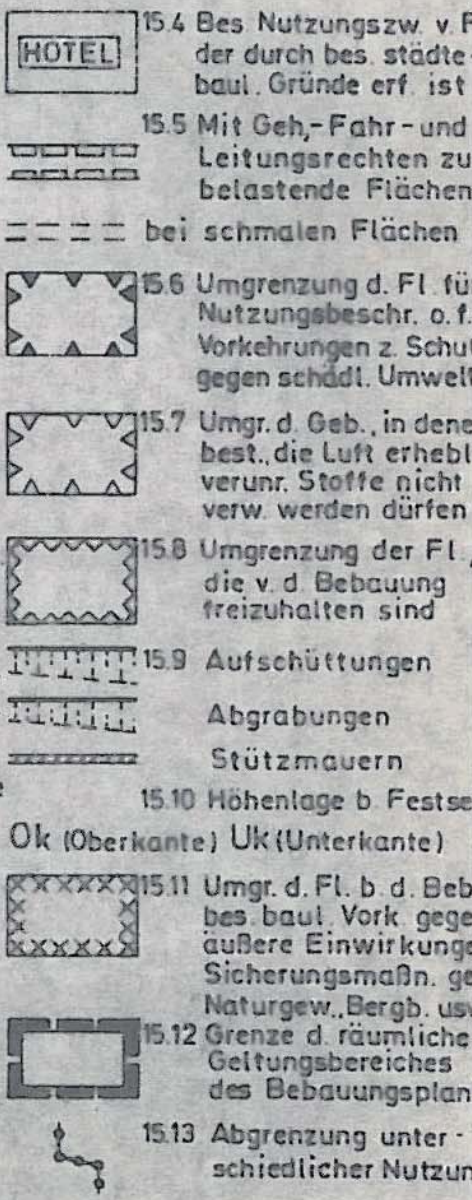 HOTEL
15.4 Bes Nutzungszw. v. F
der durch bes. städte-
baul. Gründe erf. ist
15.5 Mit Geh,- Fahr- und
Leitungsrechten zu
belastende Flächen
bei schmalen Flächen
15.6 Umgrenzung d. Fl. fü
Nutzungsbeschr. o. f.
Vorkehrungen z. Schu
gegen schädl. Umwelt
15.7 Umgr. d. Geb., in dene
best., die Luft erhebl
verunr. Stoffe nicht
verw. werden dürfen
15.8 Umgrenzung der Fl.,
die v. d. Bebauung
freizuhalten sind
15.9 Aufschüttungen
Abgrabungen
Stützmauern
15.10 Höhenlage b. Festse
Ok (Oberkante) Uk (Unterkante)
15.11 Umgr. d. Fl. b. d. Beb
bes. baul. Vork. gege
äußere Einwirkunge
Sicherungsmaßn. ge
Naturgew., Bergb. usw
15.12 Grenze d. räumliche
Geltungsbereiches
des Bebauungsplan
15.13 Abgrenzung unter-
schiedlicher Nutzun